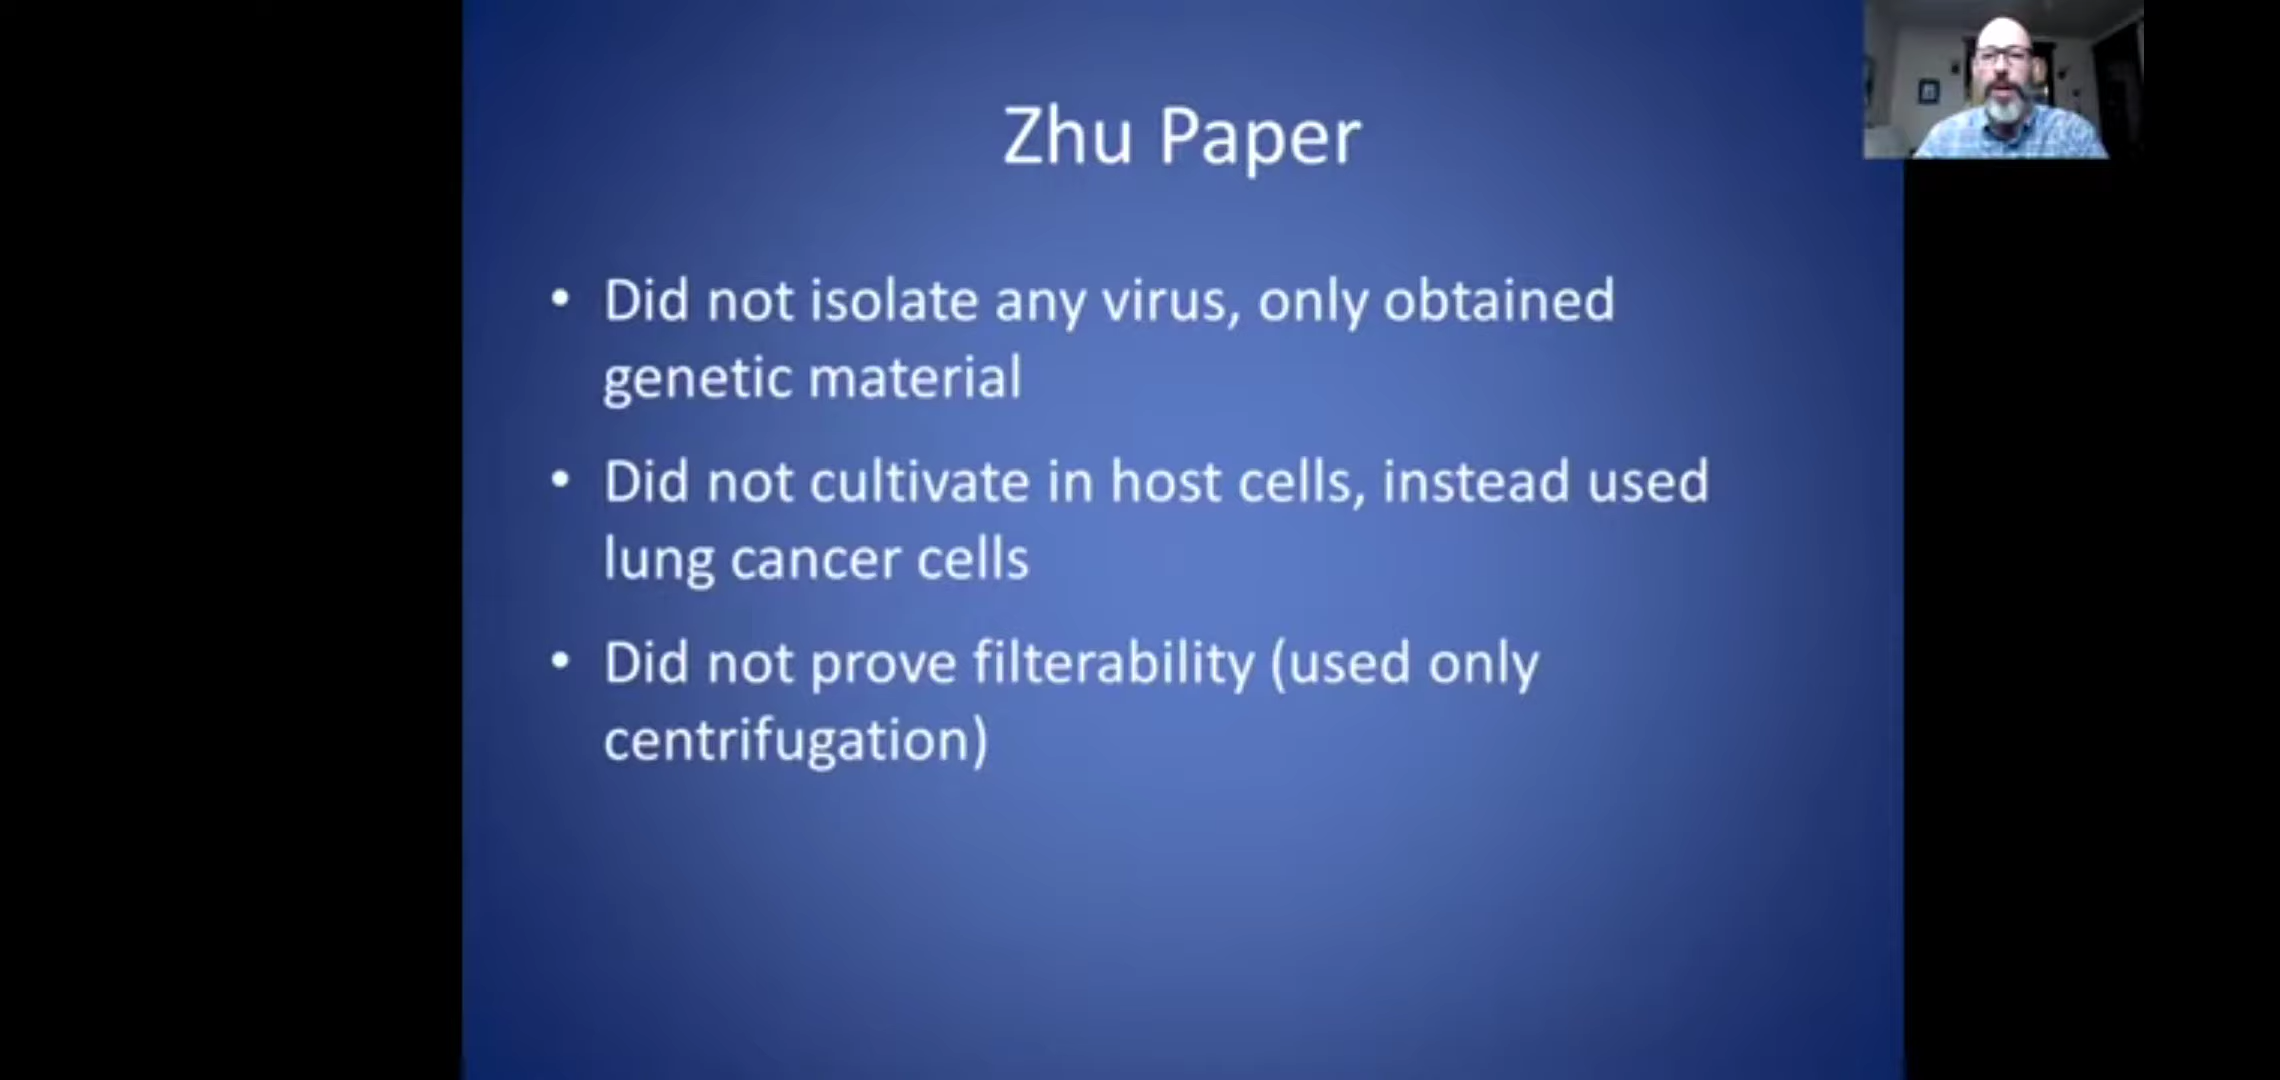 Zhu Paper
• Did not isolate any virus, only obtained
genetic material
• Did not cultivate in host cells, instead used
lung cancer cells
• Did not prove filterability (used only
centrifugation)